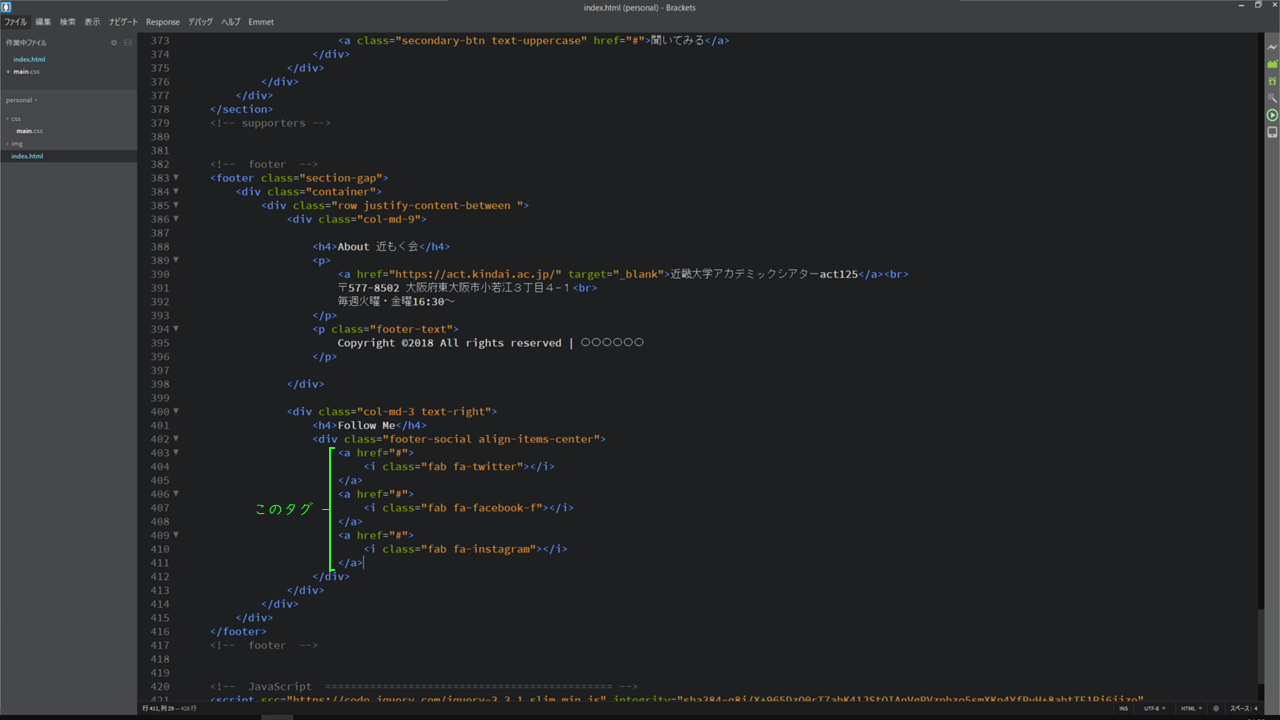 index.html (personal) - Brackets
ファイル 編集 検索 表示 ナビゲート Response デバッグ ヘルプ Emmet
作業中ファイル
index.html
main.css
personal
css
main.css
img
index.html
373 <a class="secondary-btn text-uppercase" href="#">聞いてみる</a>
374 </div>
375 </div>
376 </div>
377 </div>
378 </section>
379 <!-- supporters -->
380
381
382 <!--  footer  -->
383 <footer class="section-gap">
384 <div class="container">
385 <div class="row justify-content-between ">
386 <div class="col-md-9">
387
388 <h4>About 近もく会</h4>
389 <p>
390 <a href="https://act.kindai.ac.jp/" target="_blank">近畿大学アカデミックシアターact125</a><br>
391 〒577-8502 大阪府東大阪市小若江３丁目４−１<br>
392 毎週火曜・金曜16:30〜
393 </p>
394 <p class="footer-text">
395 Copyright ©2018 All rights reserved | 〇〇〇〇〇〇
396 </p>
397
398 </div>
399
400 <div class="col-md-3 text-right">
401 <h4>Follow Me</h4>
402 <div class="footer-social align-items-center">
403 <a href="#">
404 <i class="fab fa-twitter"></i>
405 </a>
406 <a href="#">
407 <i class="fab fa-facebook-f"></i>
408 </a>
409 <a href="#">
410 <i class="fab fa-instagram"></i>
411 </a>
このタグ
412 </div>
413 </div>
414 </div>
415 </div>
416 </footer>
417 <!--  footer  -->
418
419
420 <!--  JavaScript  ============================================= -->
421 <script src="https://code.jquery.com/jquery-3.3.1.slim.min.js"
行 411, 列 29 — 428 行
INS UTF-8 HTML スペース: 4